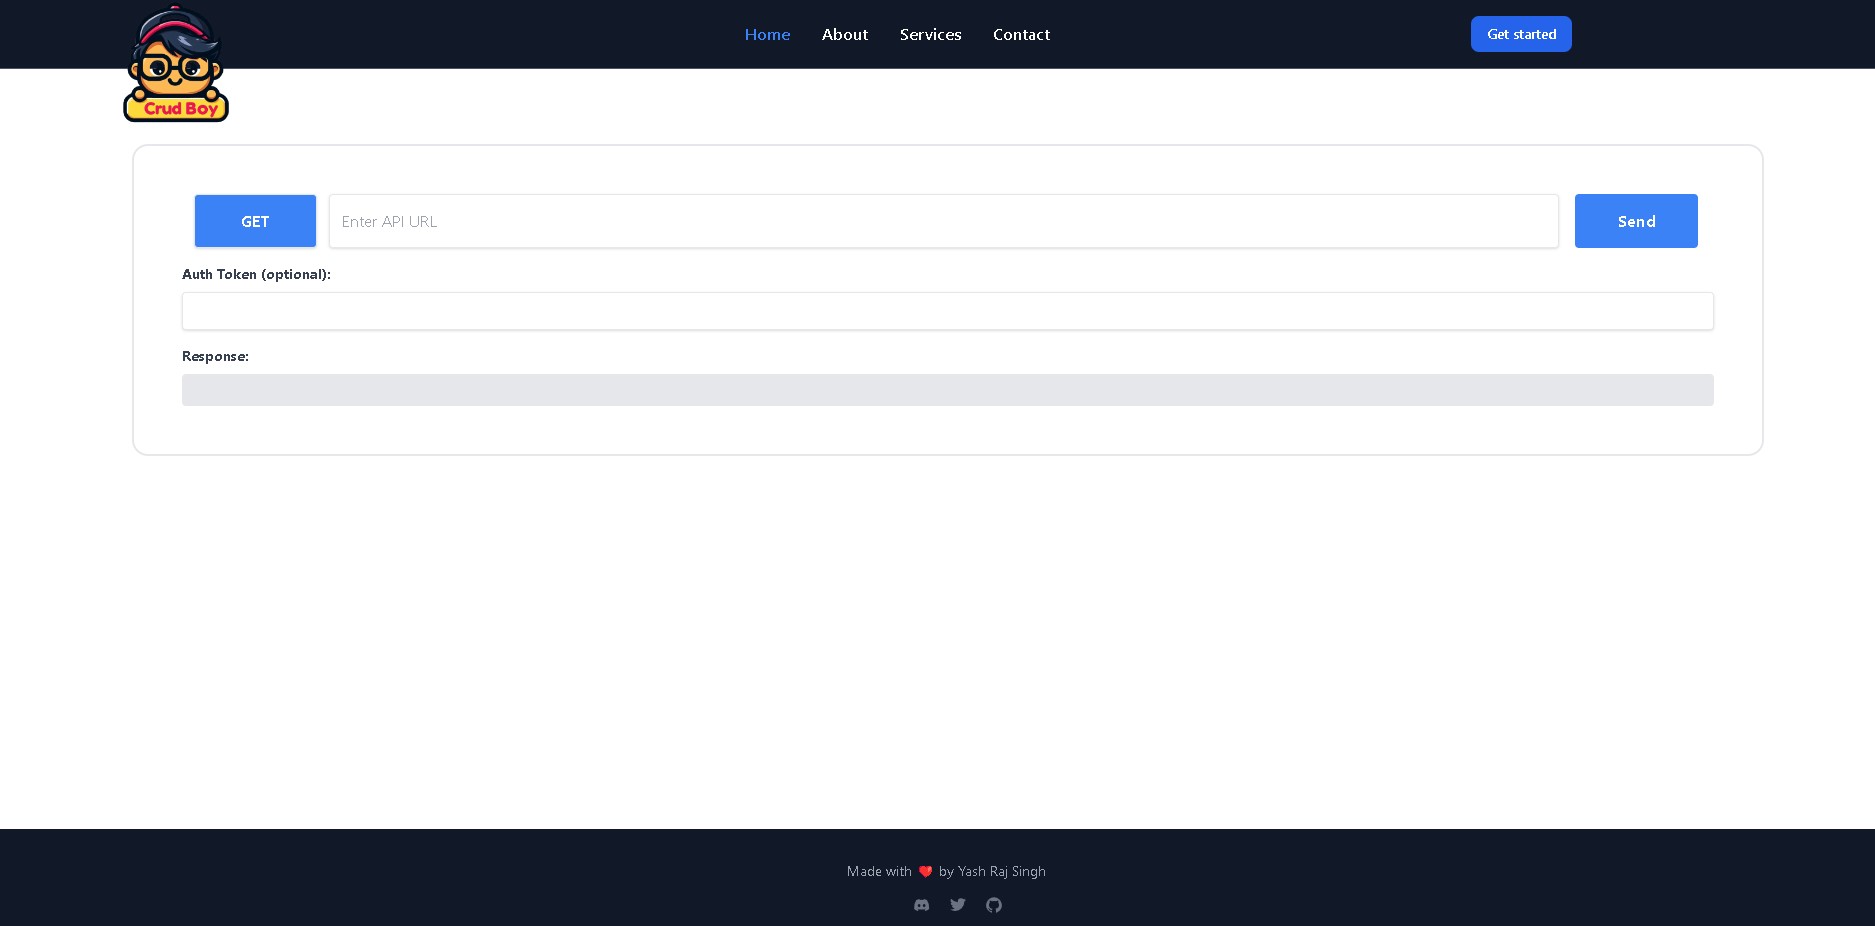 Crud Boy
Home About Services Contact
Get started
GET
Enter API URL
Send
Auth Token (optional):
Response:
Made with ❤️ by Yash Raj Singh